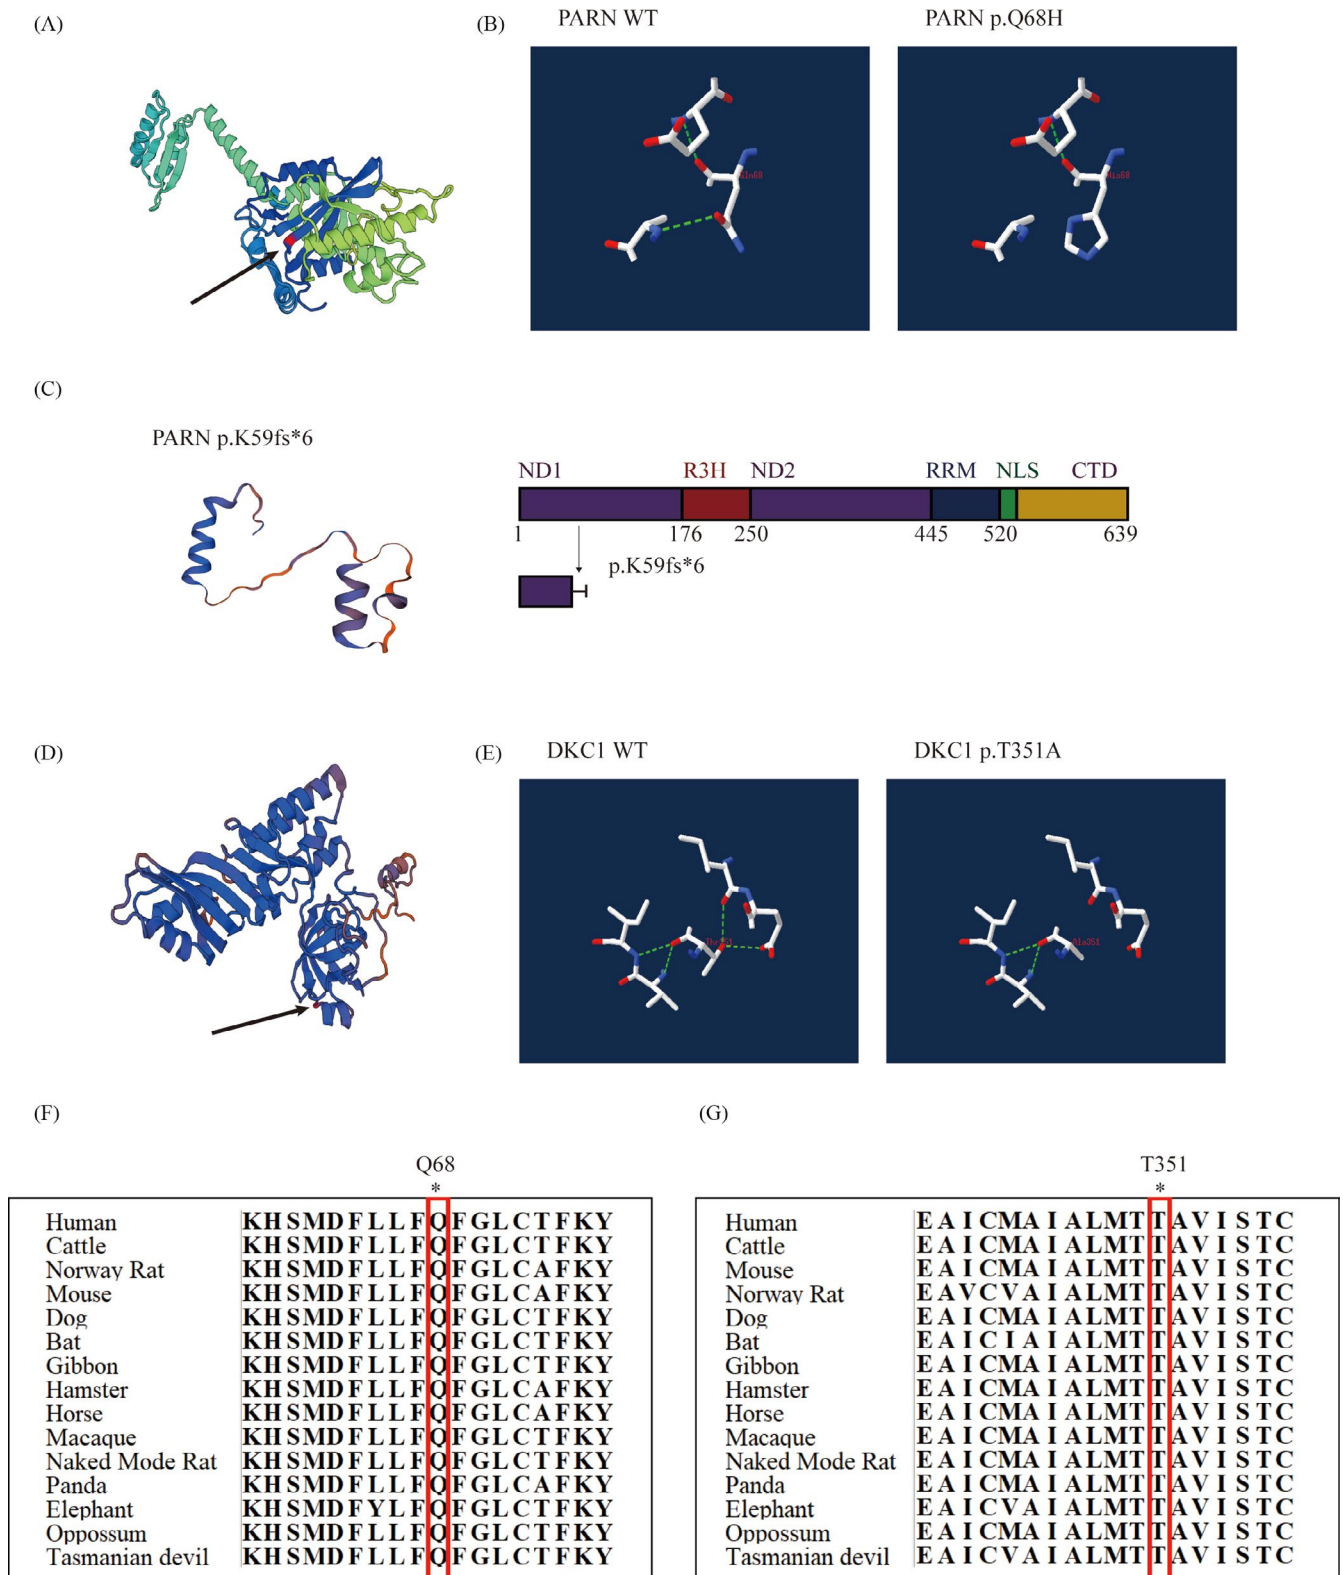 (A)
(B)
PARN WT
PARN p.Q68H
Gln68
His68
(C)
PARN p.K59fs*6
ND1 R3H ND2 RRM NLS CTD
1 176 250 445 520 639
p.K59fs*6
(D)
(E)
DKC1 WT
DKC1 p.T351A
Thr351
Ala351
(F)
Q68
*
Human KHSMDFLLFQFGLCTFKY
Cattle KHSMDFLLFQFGLCTFKY
Norway Rat KHSMDFLLFQFGLCAFKY
Mouse KHSMDFLLFQFGLCAFKY
Dog KHSMDFLLFQFGLCTFKY
Bat KHSMDFLLFQFGLCTFKY
Gibbon KHSMDFLLFQFGLCTFKY
Hamster KHSMDFLLFQFGLCAFKY
Horse KHSMDFLLFQFGLCAFKY
Macaque KHSMDFLLFQFGLCTFKY
Naked Mode Rat KHSMDFLLFQFGLCTFKY
Panda KHSMDFLLFQFGLCAFKY
Elephant KHSMDFYLFQFGLCTFKY
Oppossum KHSMDFLLFQFGLCTFKY
Tasmanian devil KHSMDFLLFQFGLCTFKY
(G)
T351
*
Human EAICMAIALMTTAVISTC
Cattle EAICMAIALMTTAVISTC
Mouse EAICMAIALMTTAVISTC
Norway Rat EAVCVAIALMTTAVISTC
Dog EAICMAIALMTTAVISTC
Bat EAICIAIALMTTAVISTC
Gibbon EAICMAIALMTTAVISTC
Hamster EAICMAIALMTTAVISTC
Horse EAICMAIALMTTAVISTC
Macaque EAICMAIALMTTAVISTC
Naked Mode Rat EAICMAIALMTTAVISTC
Panda EAICMAIALMTTAVISTC
Elephant EAICVAIALMTTAVISTC
Oppossum EAICMAIALMTTAVISTC
Tasmanian devil EAICVAIALMTTAVISTC